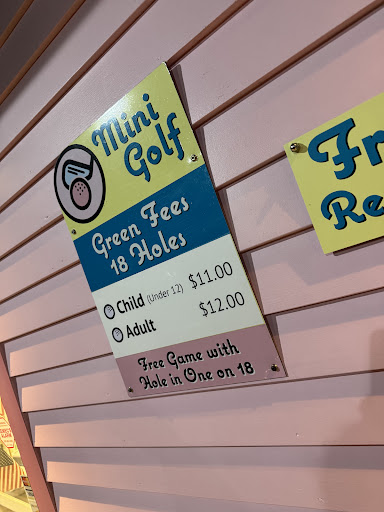 Mini
Golf
Green Fees
18 Holes
Child (Under 12) $11.00
Adult $12.00
Free Game with
Hole in One on 18